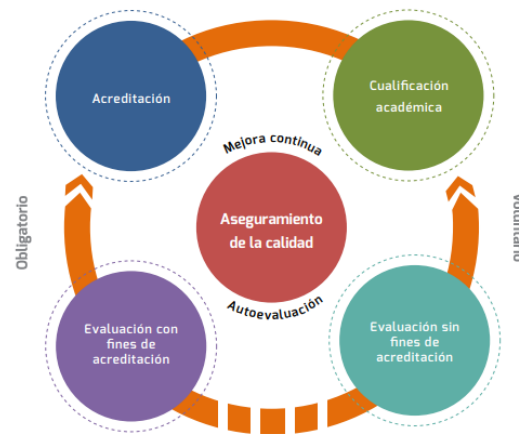 Acreditación
Cualificación
académica
Mejora continua
Aseguramiento
de la calidad
Autoevaluación
Obligatorio
Voluntario
Evaluación con
fines de
acreditación
Evaluación sin
fines de
acreditación